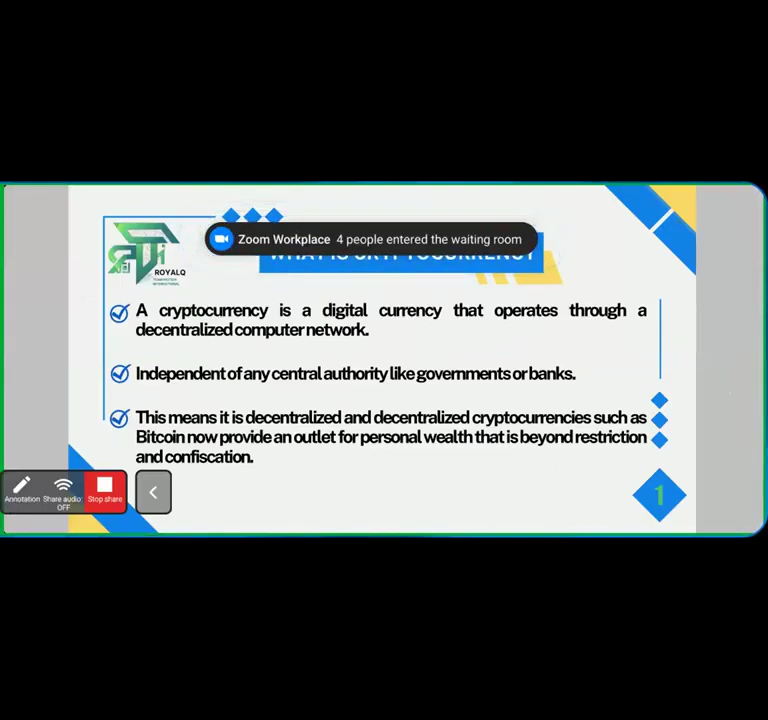 Zoom Workplace 4 people entered the waiting room
WHAT IS CRYPTOCURRENCY
ROYALQ
A cryptocurrency is a digital currency that operates through a
decentralized computer network.
Independent of any central authority like governments or banks.
This means it is decentralized and decentralized cryptocurrencies such as
Bitcoin now provide an outlet for personal wealth that is beyond restriction
and confiscation.
Annotation Share audio: Stop share
OFF
1